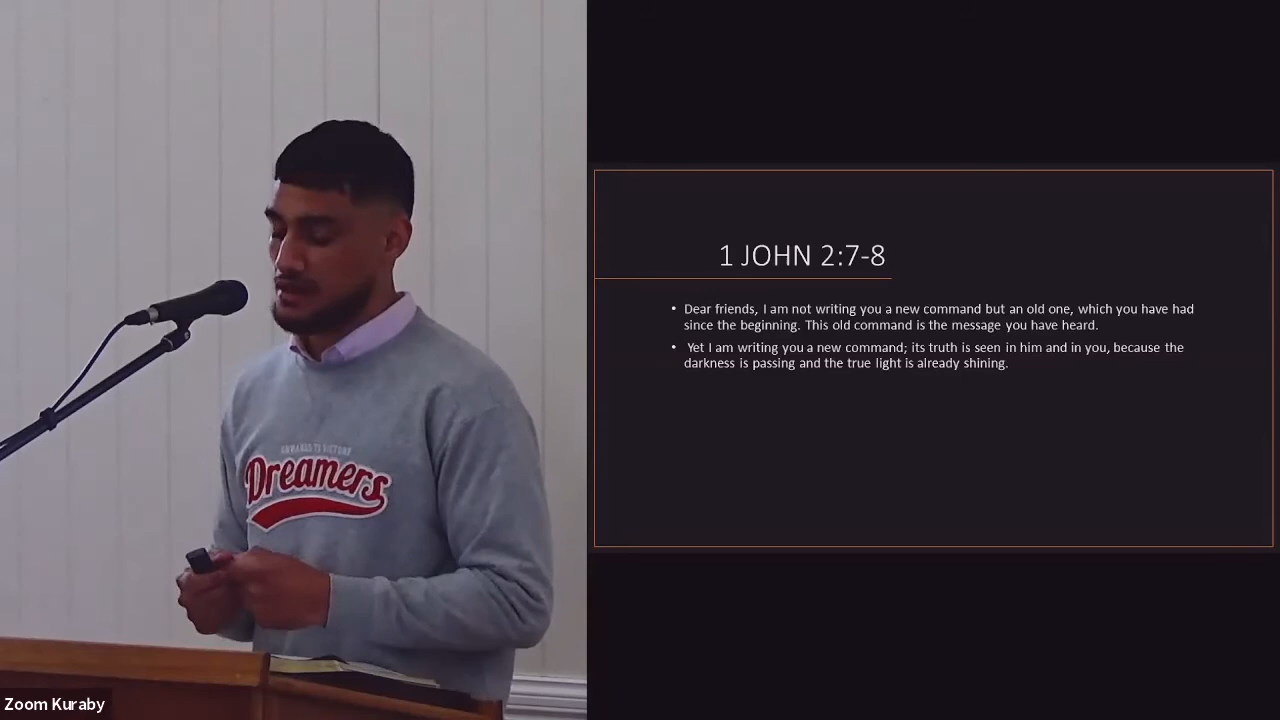 ONWARDS TO VICTORY
Dreamers
Zoom Kuraby
1 JOHN 2:7-8
• Dear friends, I am not writing you a new command but an old one, which you have had
since the beginning. This old command is the message you have heard.
• Yet I am writing you a new command; its truth is seen in him and in you, because the
darkness is passing and the true light is already shining.